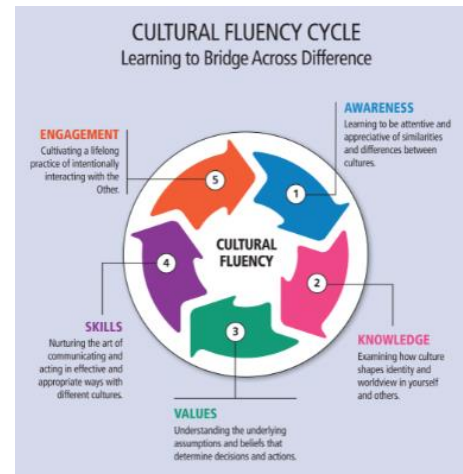 CULTURAL FLUENCY CYCLE
Learning to Bridge Across Difference
AWARENESS
Learning to be attentive and
appreciative of similarities
and differences between
cultures.
ENGAGEMENT
Cultivating a lifelong
practice of intentionally
interacting with the
Other.
5
1
CULTURAL
FLUENCY
4
2
3
SKILLS
Nurturing the art of
communicating and
acting in effective and
appropriate ways with
different cultures.
KNOWLEDGE
Examining how culture
shapes identity and
worldview in yourself
and others.
VALUES
Understanding the underlying
assumptions and beliefs that
determine decisions and actions.